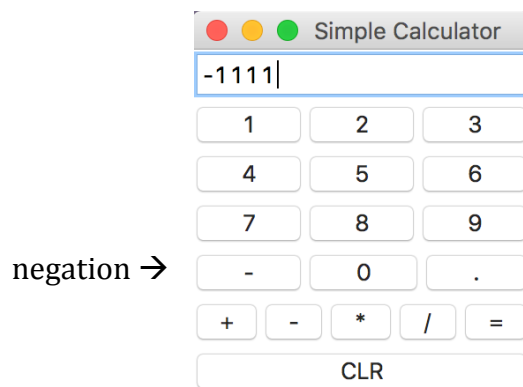 Simple Calculator
-1111
1 2 3
4 5 6
7 8 9
negation → - 0 .
+ - * / =
CLR